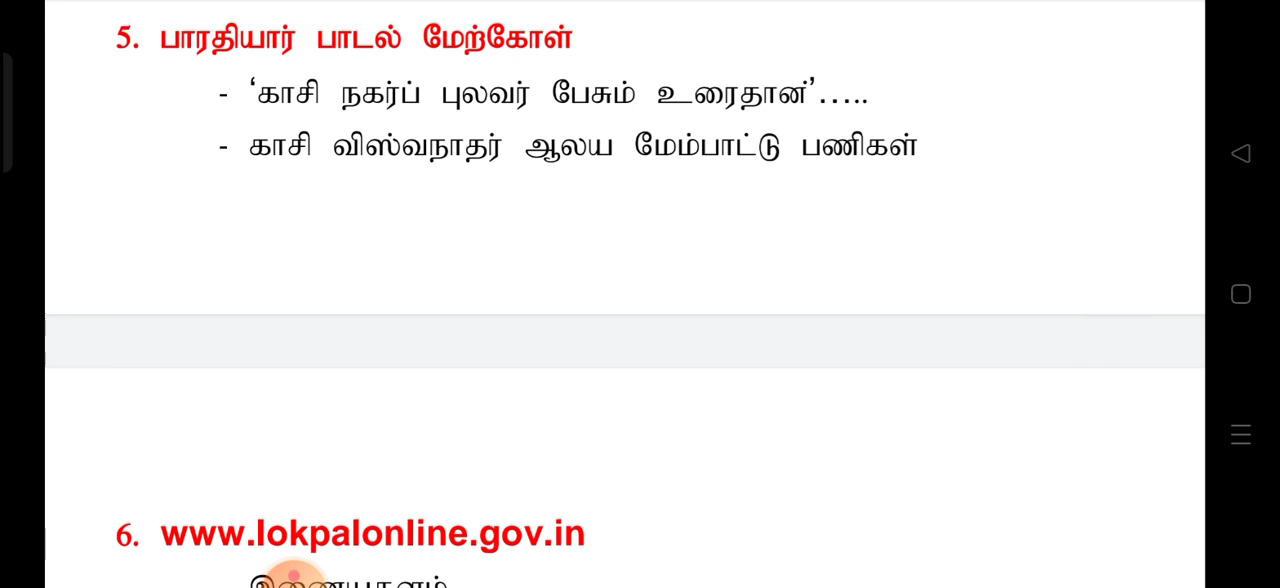 5. பாரதியார் பாடல் மேற்கோள்
- ‘காசி நகர்ப் புலவர் பேசும் உரைதான்’.....
- காசி விஸ்வநாதர் ஆலய மேம்பாட்டு பணிகள்
6. www.lokpalonline.gov.in